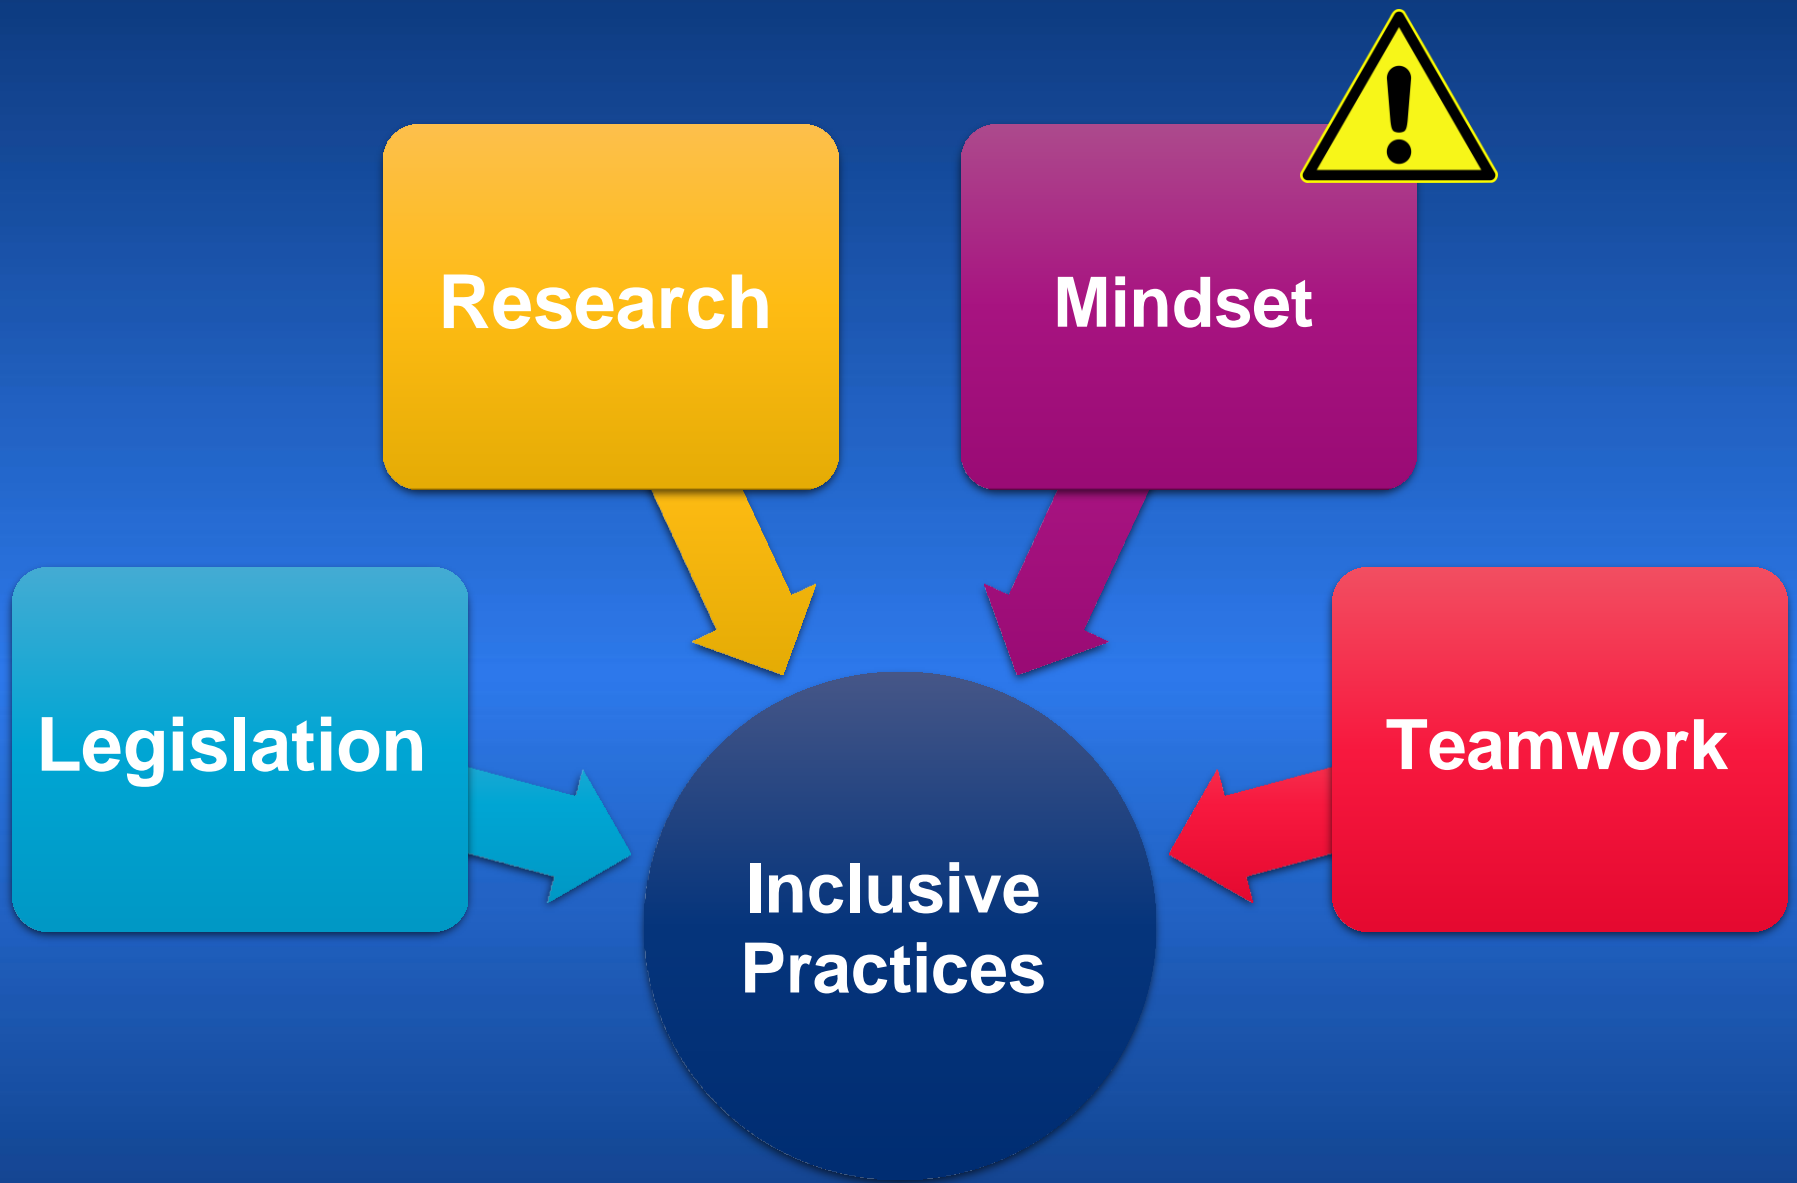 Research
Mindset
Legislation
Teamwork
Inclusive
Practices